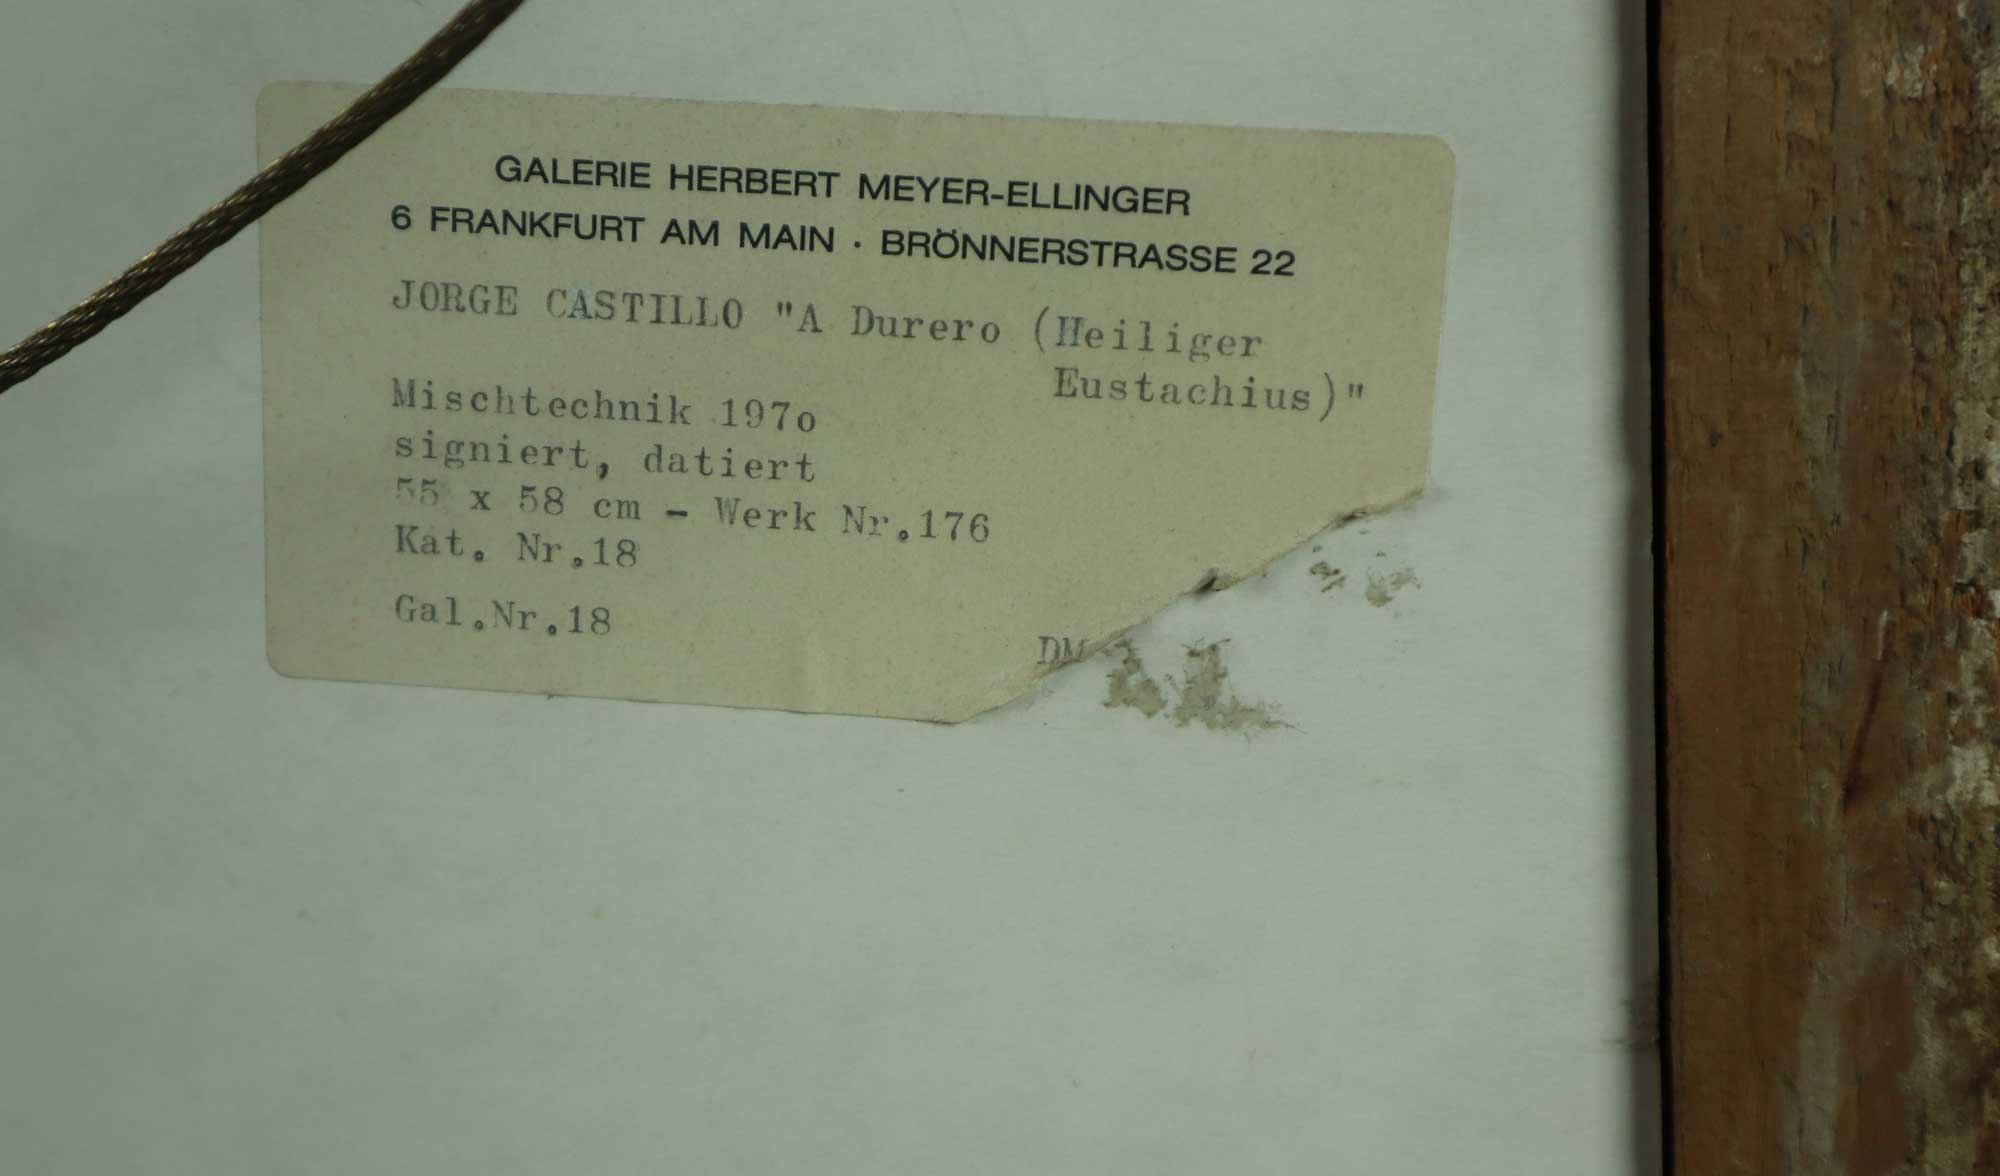 GALERIE HERBERT MEYER-ELLINGER
6 FRANKFURT AM MAIN · BRÖNNERSTRASSE 22
JORGE CASTILLO "A Durero (Heiliger
Eustachius)"
Mischtechnik 197o
signiert, datiert
55 x 58 cm - Werk Nr.176
Kat. Nr.18
Gal.Nr.18
DM